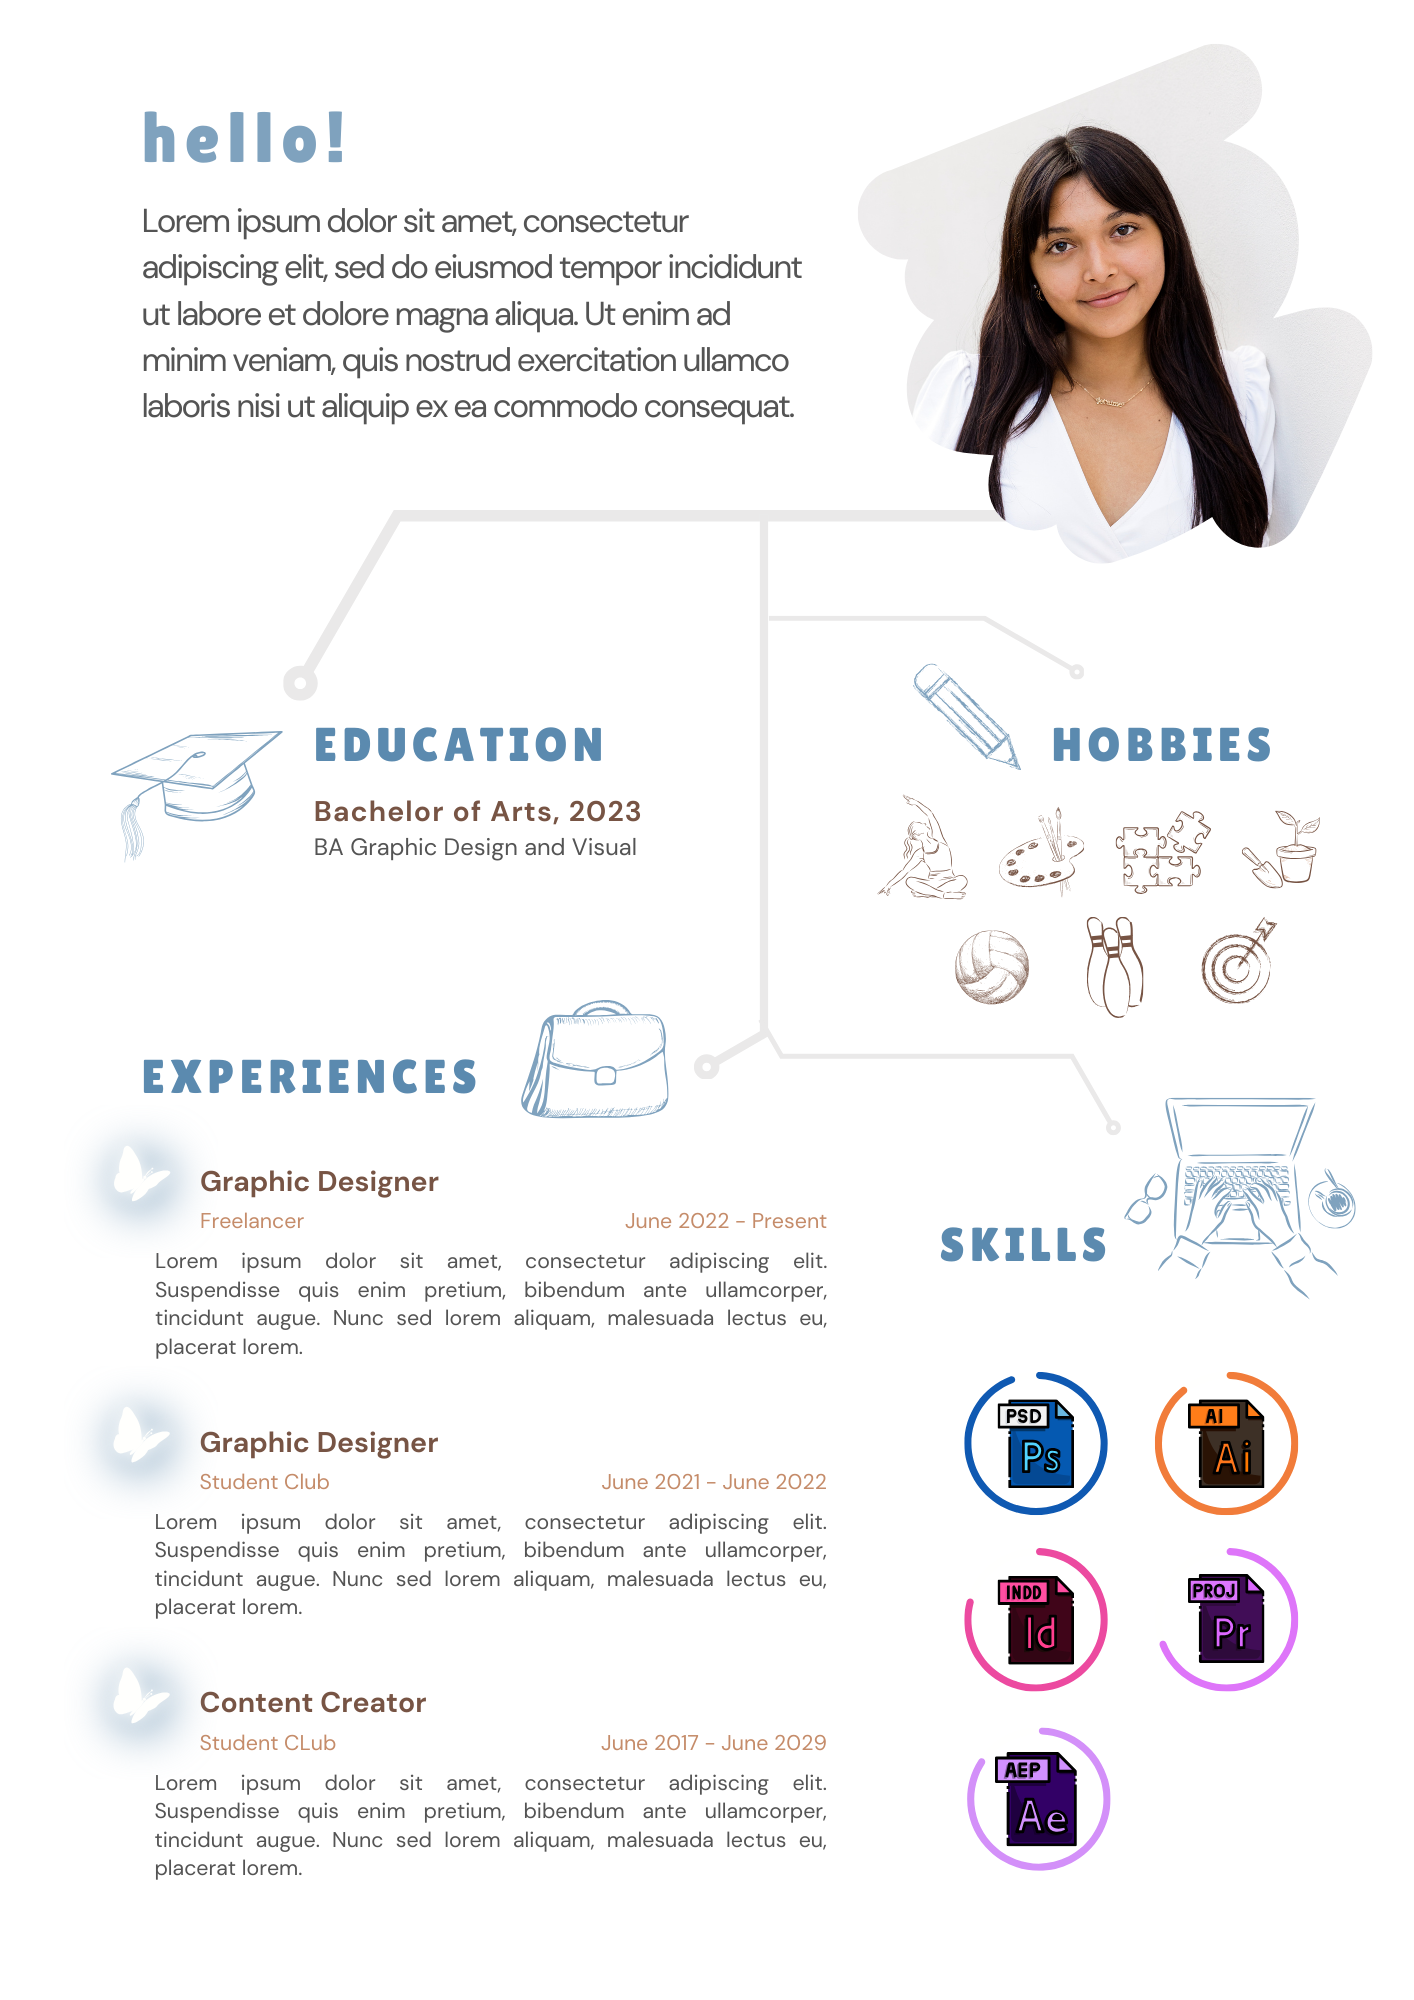 hello!
Lorem ipsum dolor sit amet, consectetur
adipiscing elit, sed do eiusmod tempor incididunt
ut labore et dolore magna aliqua. Ut enim ad
minim veniam, quis nostrud exercitation ullamco
laboris nisi ut aliquip ex ea commodo consequat.
EDUCATION
Bachelor of Arts, 2023
BA Graphic Design and Visual
HOBBIES
EXPERIENCES
Graphic Designer
Freelancer June 2022 - Present
Lorem ipsum dolor sit amet, consectetur adipiscing elit.
Suspendisse quis enim pretium, bibendum ante ullamcorper,
tincidunt augue. Nunc sed lorem aliquam, malesuada lectus eu,
placerat lorem.
Graphic Designer
Student Club June 2021 - June 2022
Lorem ipsum dolor sit amet, consectetur adipiscing elit.
Suspendisse quis enim pretium, bibendum ante ullamcorper,
tincidunt augue. Nunc sed lorem aliquam, malesuada lectus eu,
placerat lorem.
Content Creator
Student CLub June 2017 - June 2029
Lorem ipsum dolor sit amet, consectetur adipiscing elit.
Suspendisse quis enim pretium, bibendum ante ullamcorper,
tincidunt augue. Nunc sed lorem aliquam, malesuada lectus eu,
placerat lorem.
SKILLS
PSD
Ps
AI
Ai
INDD
Id
PROJ
Pr
AEP
Ae